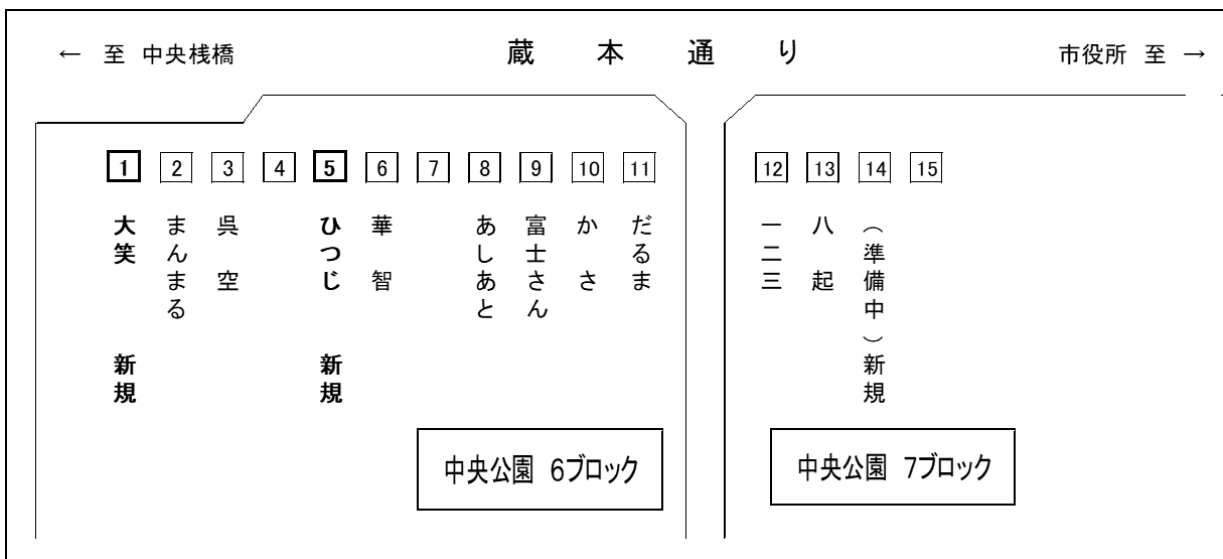 ← 至 中央桟橋
蔵本通り
市役所 至 →
1
2
3
4
5
6
7
8
9
10
11
12
13
14
15
大笑 新規
まんまる
呉空
ひつじ 新規
華智
あしあと
富士さん
かさ
だるま
一二三
八起
（準備中）新規
中央公園 6ブロック
中央公園 7ブロック